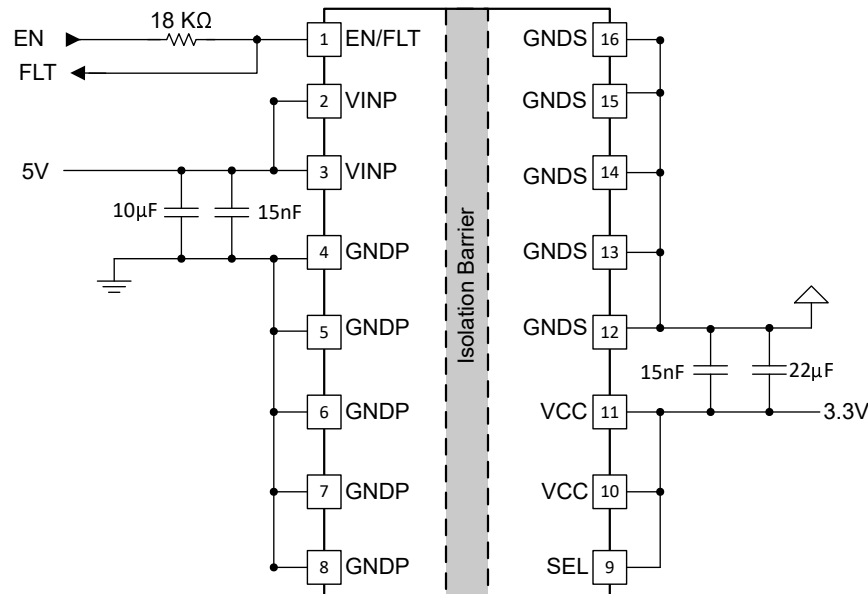 18 KΩ
EN
FLT
1
EN/FLT
2
VINP
5V
3
VINP
10µF
15nF
4
GNDP
5
GNDP
6
GNDP
7
GNDP
8
GNDP
Isolation Barrier
GNDS
16
GNDS
15
GNDS
14
GNDS
13
GNDS
12
15nF
22µF
VCC
11
3.3V
VCC
10
SEL
9